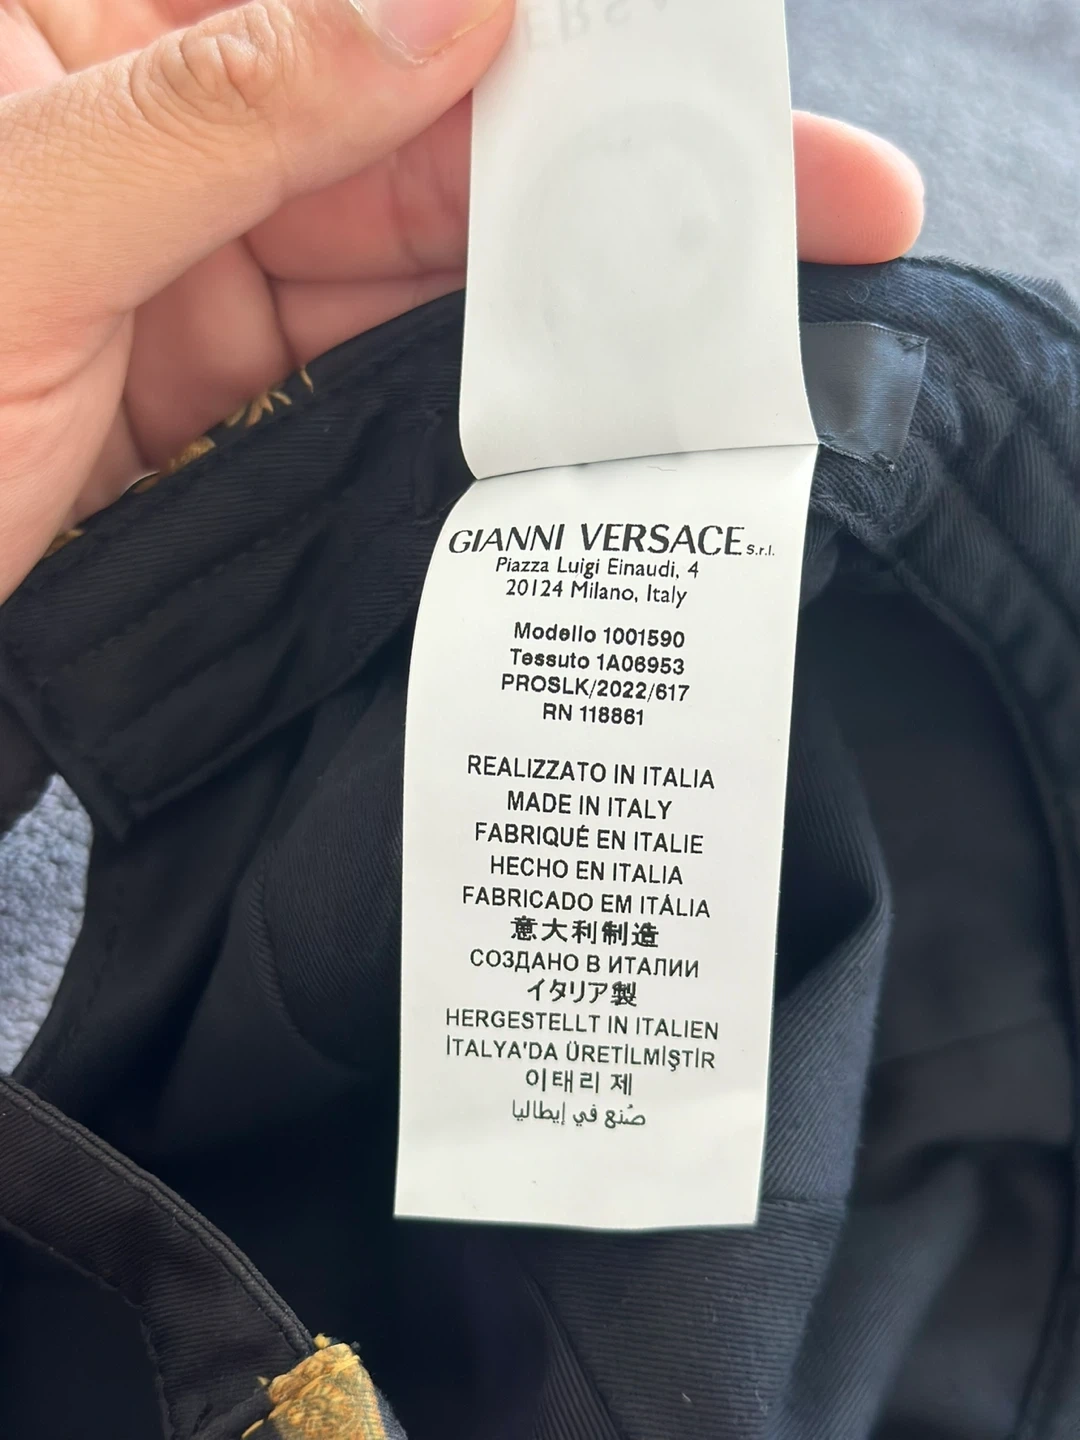 GIANNI VERSACE S.r.l.
Piazza Luigi Einaudi, 4
20124 Milano, Italy
Modello 1001590
Tessuto 1A06953
PROSLK/2022/617
RN 118861
REALIZZATO IN ITALIA
MADE IN ITALY
FABRIQUÉ EN ITALIE
HECHO EN ITALIA
FABRICADO EM ITÁLIA
意大利制造
СОЗДАНО В ИТАЛИИ
イタリア製
HERGESTELLT IN ITALIEN
İTALYA'DA ÜRETİLMİŞTİR
이태리 제
صُنع في إيطاليا